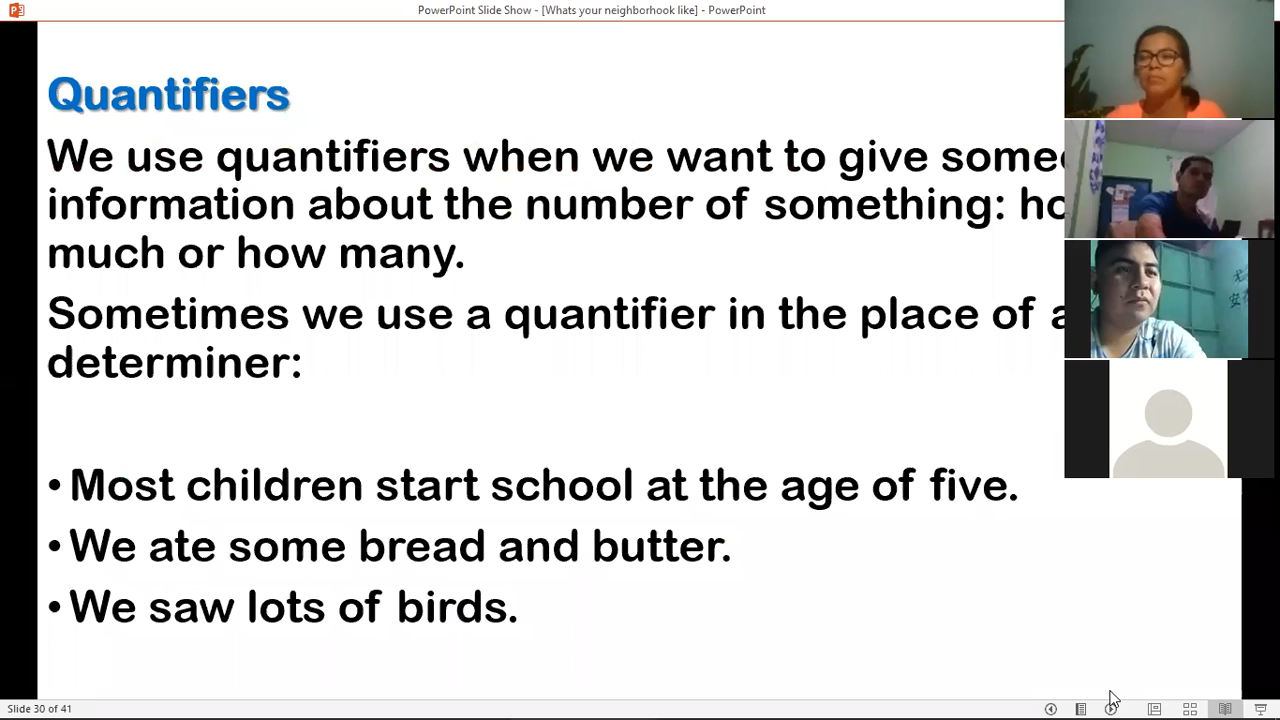 PowerPoint Slide Show - [Whats your neighborhook like] - PowerPoint
Quantifiers
We use quantifiers when we want to give
information about the number of something:
much or how many.
Sometimes we use a quantifier in the place of
determiner:
• Most children start school at the age of five.
• We ate some bread and butter.
• We saw lots of birds.
Slide 30 of 41